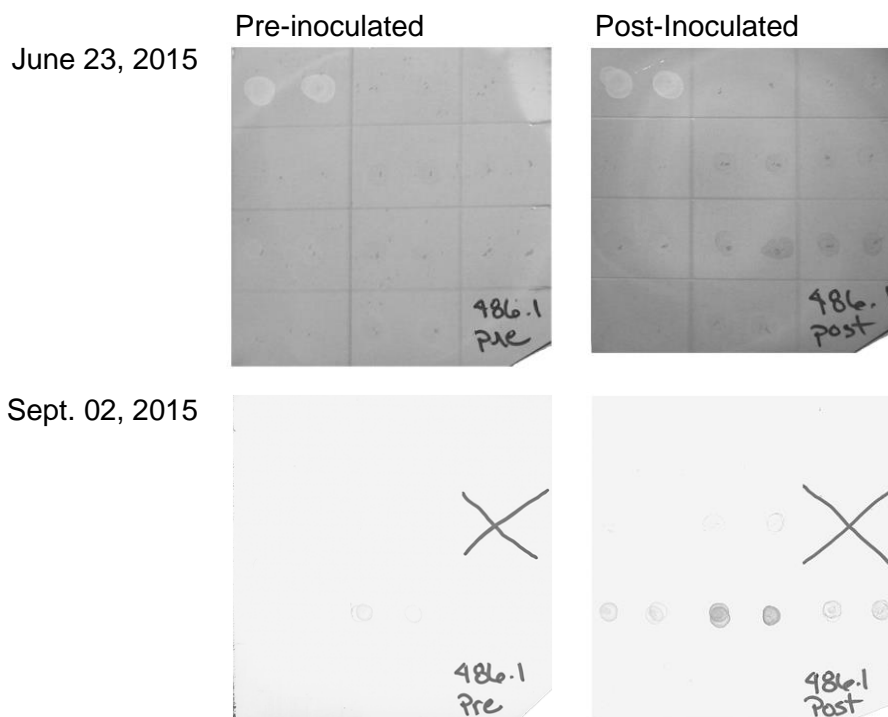 Pre-inoculated
Post-Inoculated
June 23, 2015
486.1
Pre
486.1
post
Sept. 02, 2015
486.1
Pre
486.1
Post